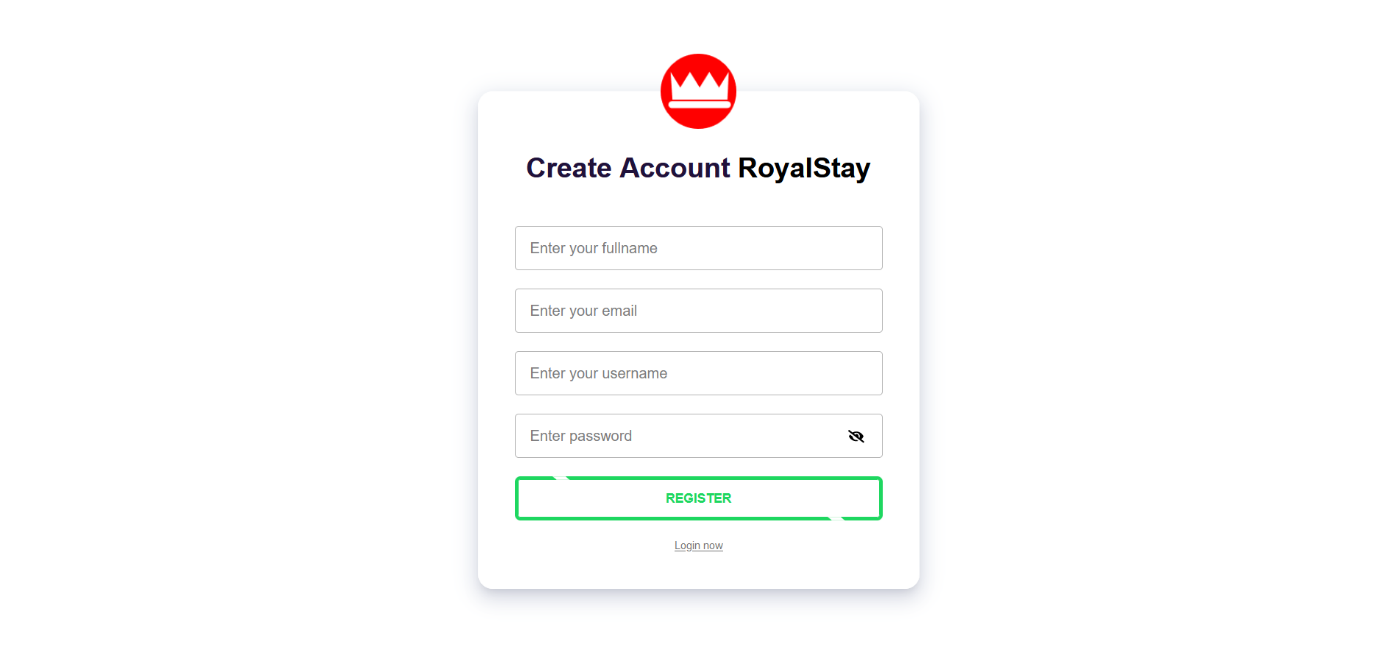 Create Account RoyalStay
Enter your fullname
Enter your email
Enter your username
Enter password
REGISTER
Login now